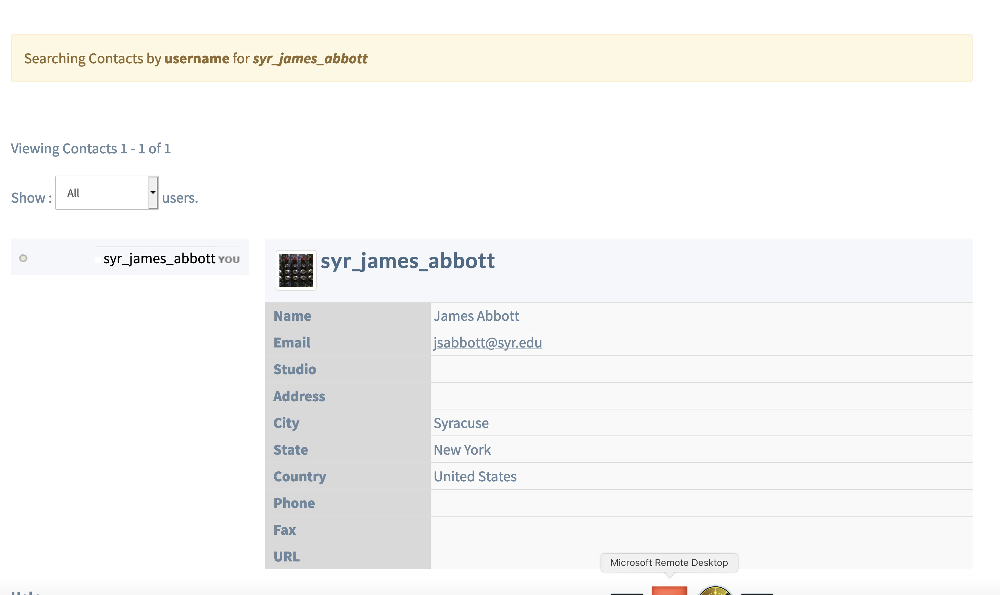 Searching Contacts by username for syr_james_abbott
Viewing Contacts 1 - 1 of 1
Show : All users.
syr_james_abbott YOU
syr_james_abbott
Name James Abbott
Email jsabbott@syr.edu
Studio
Address
City Syracuse
State New York
Country United States
Phone
Fax
URL
Microsoft Remote Desktop
Help